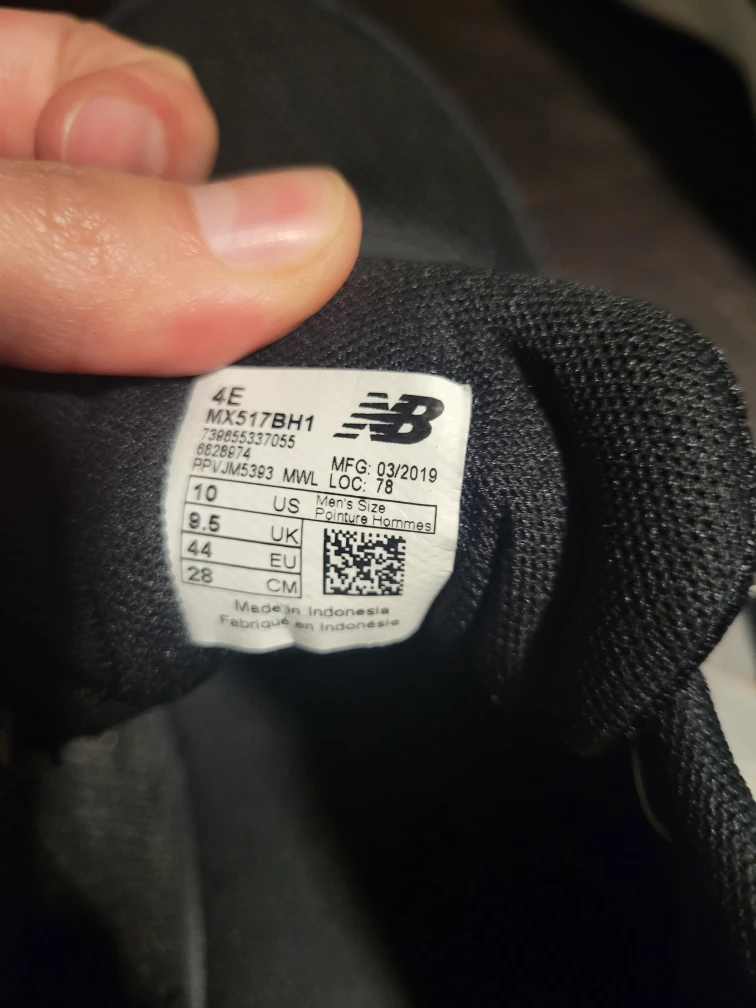 4E
MX517BH1
NB
739655337055
6628974
PPVJM5393 MWL
MFG: 03/2019
LOC: 78
10 US
9.5 UK
44 EU
28 CM
Men's Size
Pointure Hommes
Made in Indonesia
Fabriqué en Indonésie